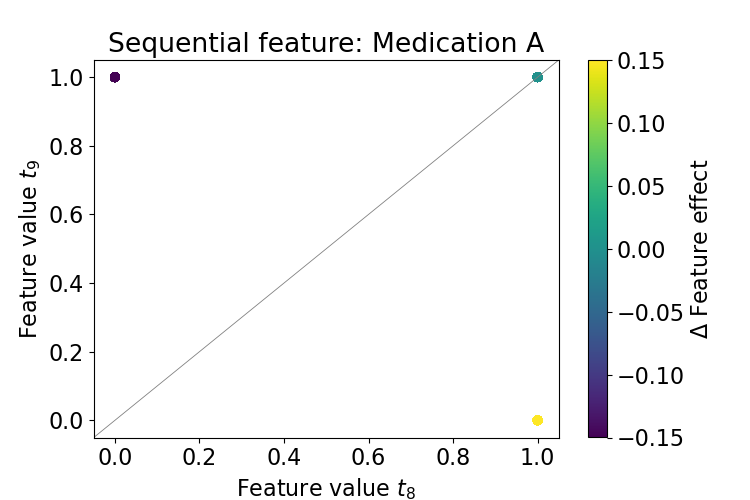 Sequential feature: Medication A
1.0
0.8
0.6
0.4
0.2
0.0
Feature value t₉
0.0 0.2 0.4 0.6 0.8 1.0
Feature value t₈
0.15
0.10
0.05
0.00
−0.05
−0.10
−0.15
Δ Feature effect